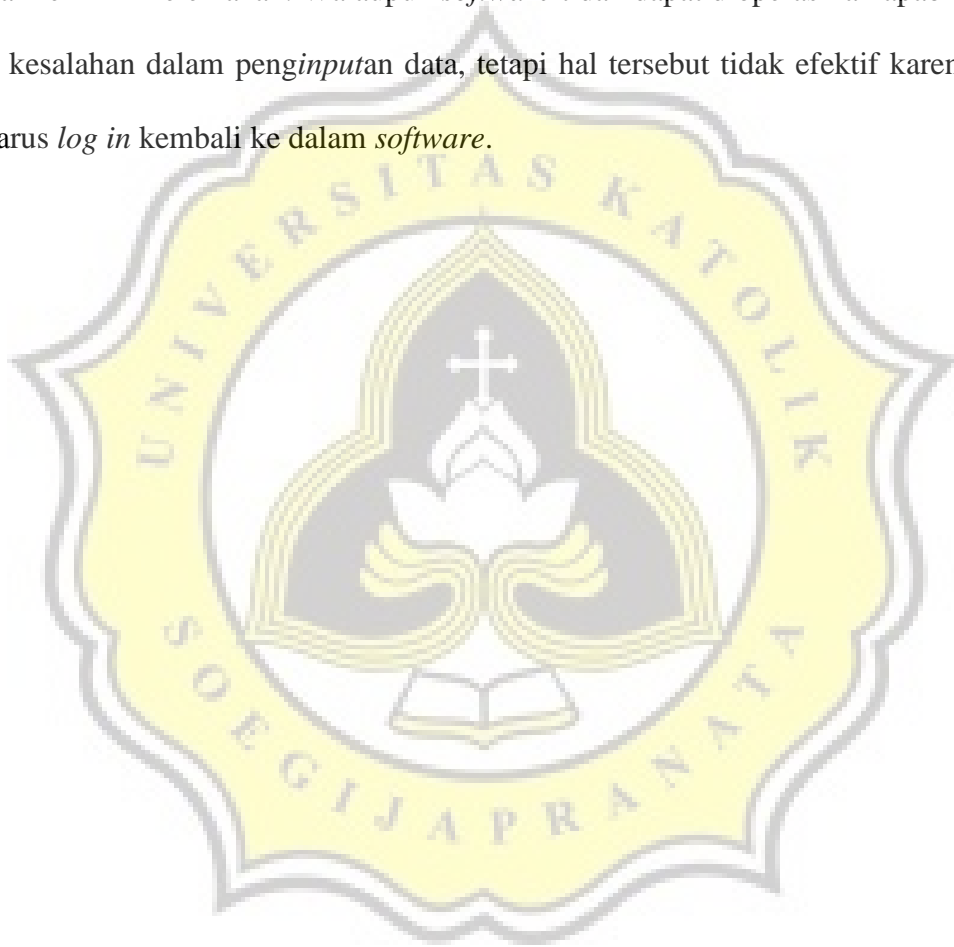 kesalahan dalam penginputan data, tetapi hal tersebut tidak efektif karen
arus log in kembali ke dalam software.
UNIVERSITAS KATOLIK
SOEGIJAPRANATA